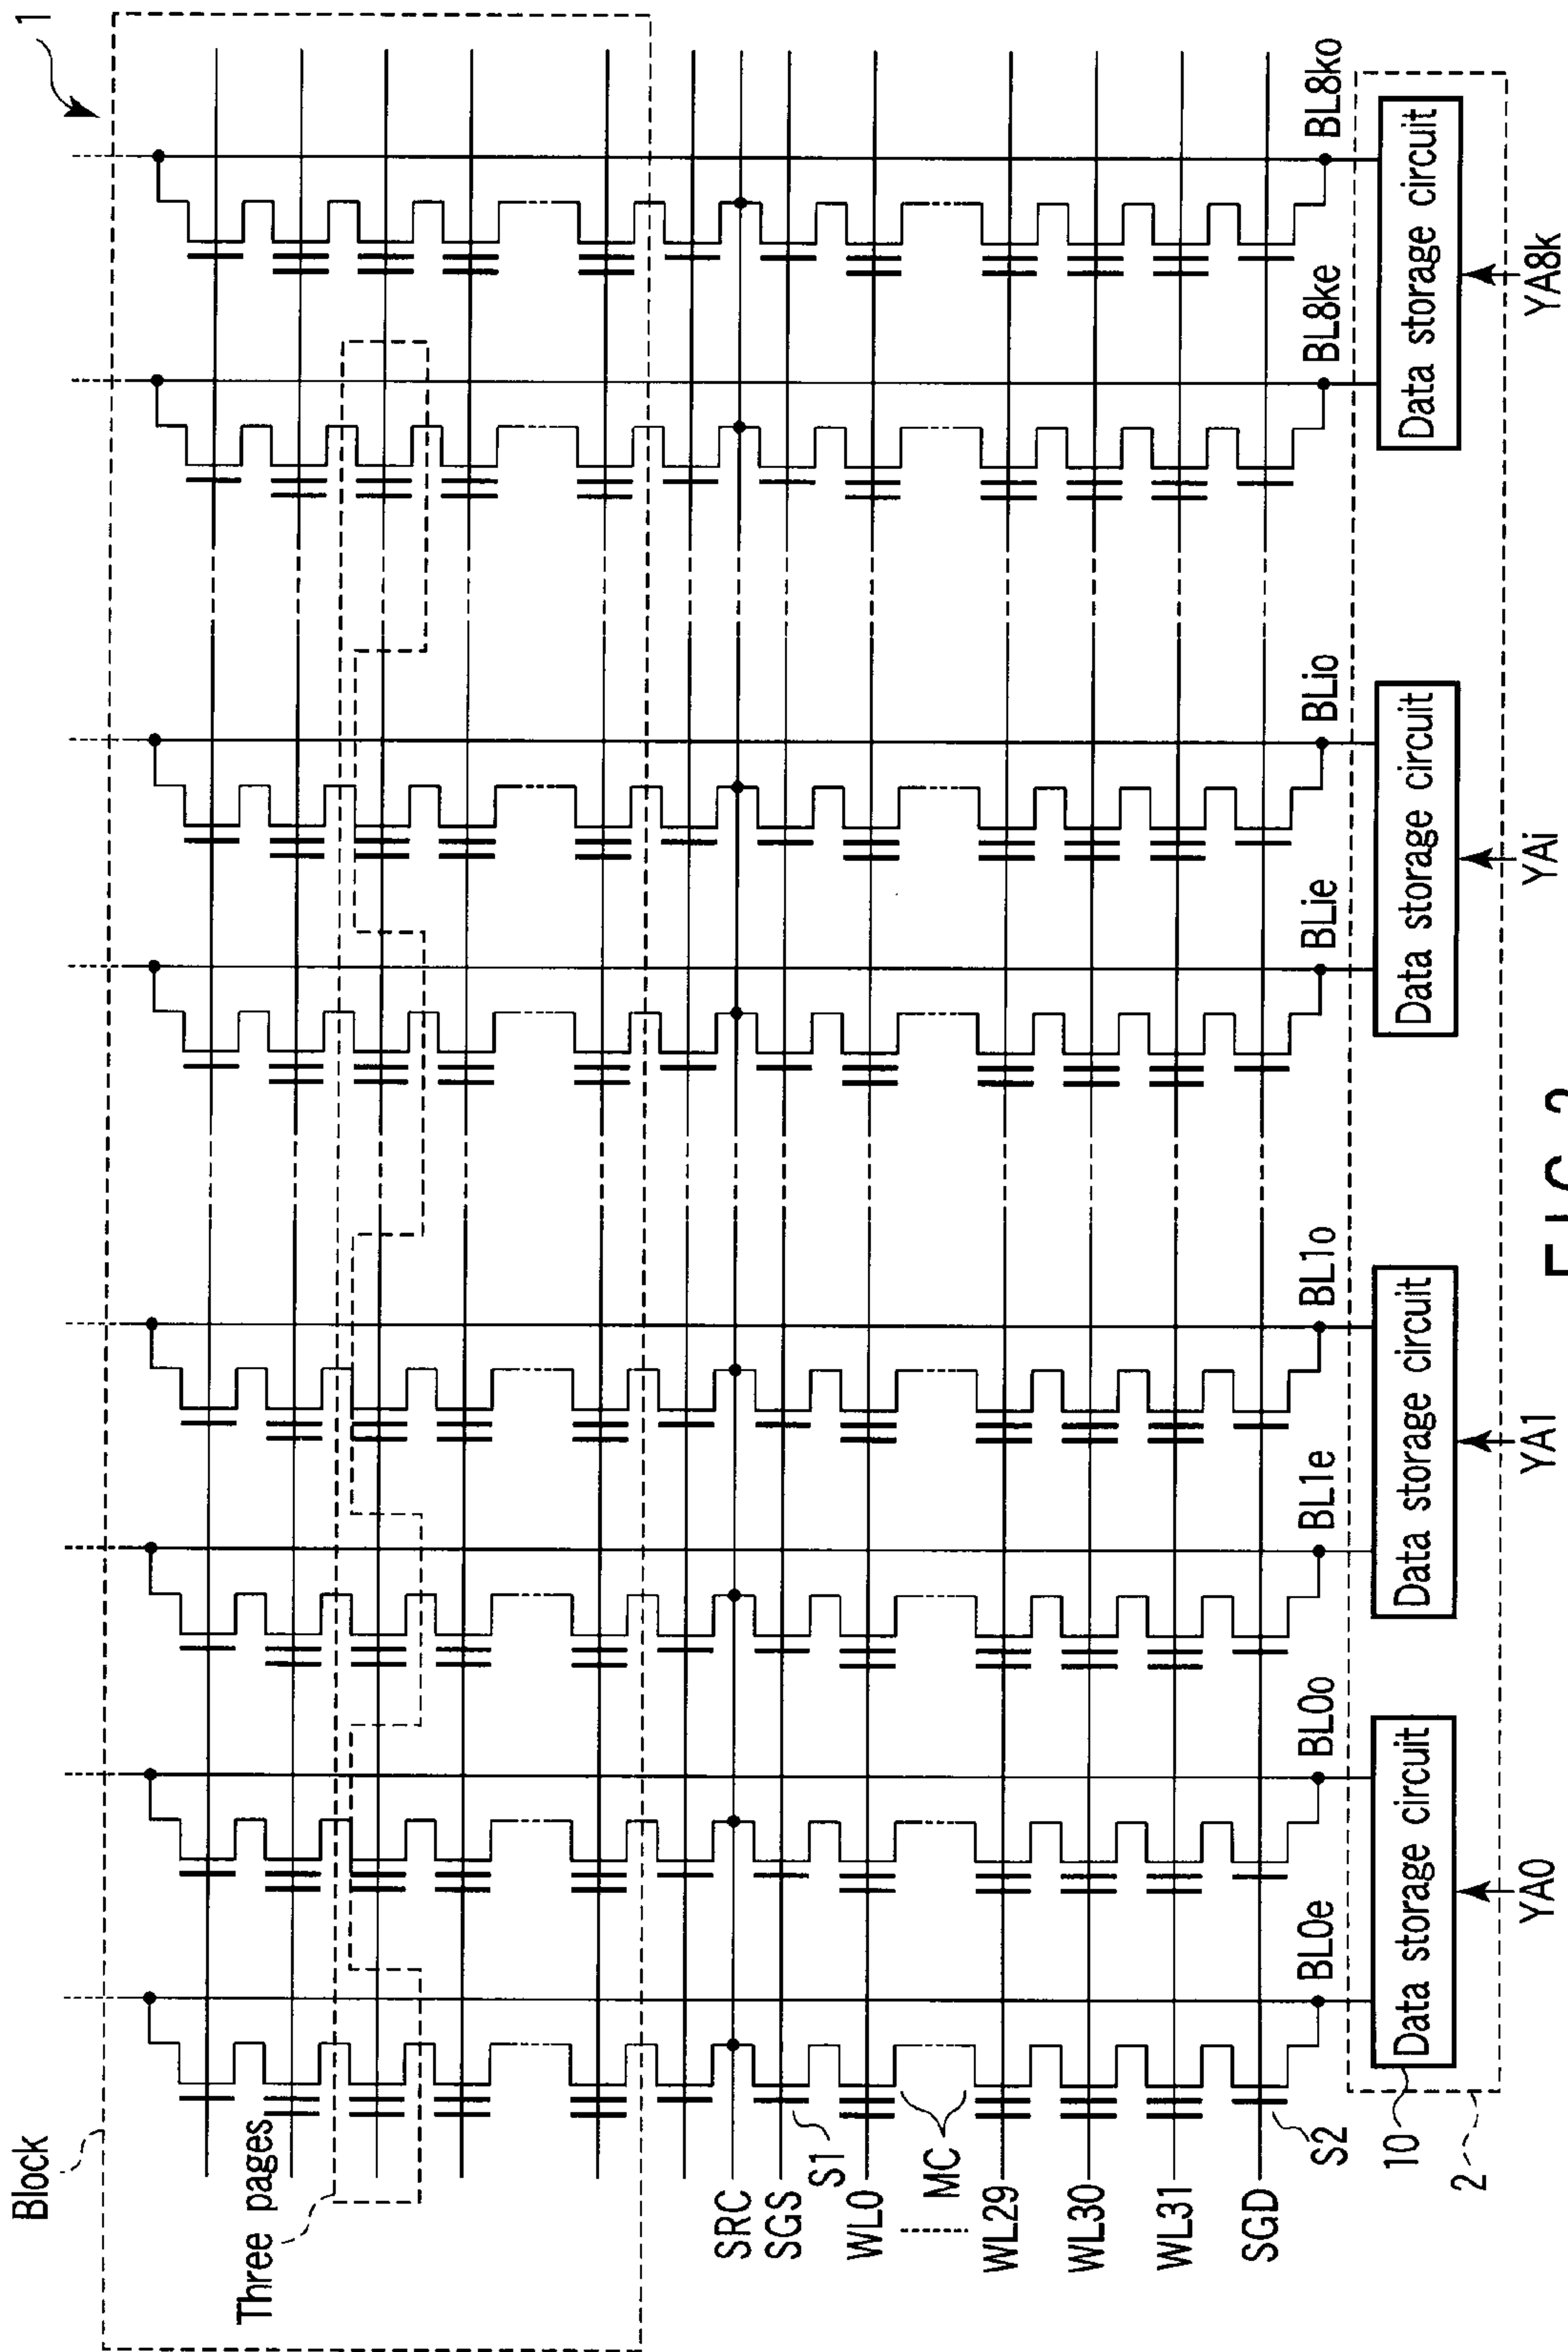 1
Block
Three pages
SRC
SGS
S1
WL0
MC
WL29
WL30
WL31
SGD
S2
BL0e
BL0o
BL1e
BL1o
BLie
BLio
BL8ke
BL8ko
Data storage circuit
Data storage circuit
Data storage circuit
Data storage circuit
10
2
YA0
YA1
YAi
YA8k